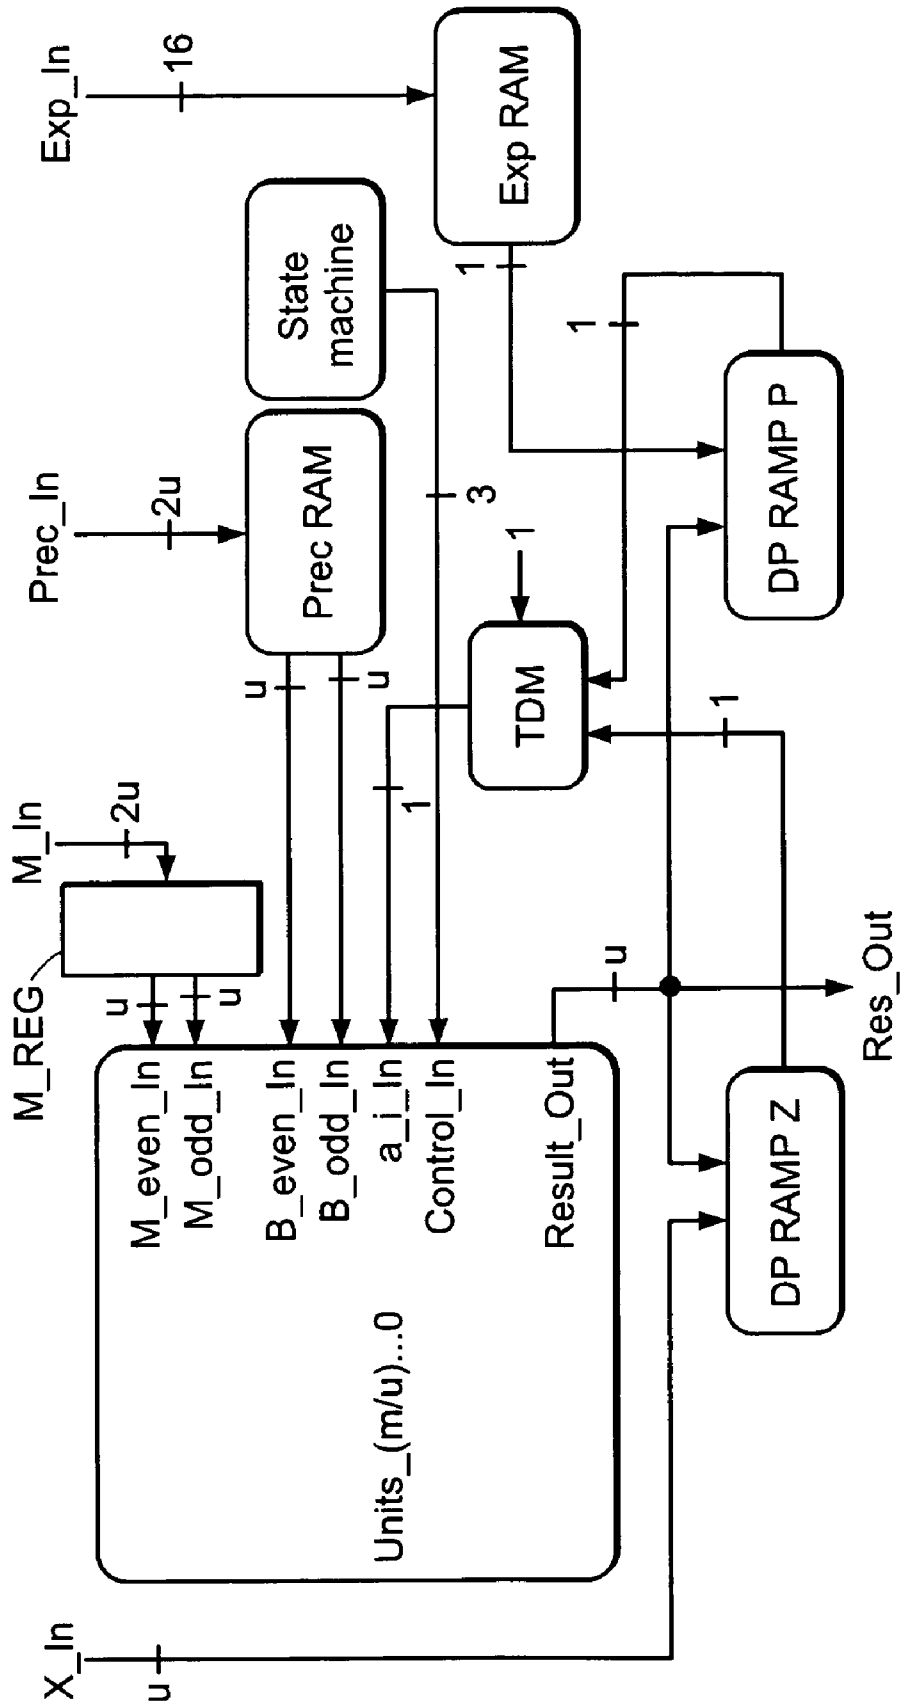 X_In
u
M_REG
M_In
2u
u
u
Prec_In
2u
Exp_In
16
M_even_In
M_odd_In
B_even_In
B_odd_In
a_i_In
Control_In
Result_Out
Units_(m/u)...0
u
u
Prec RAM
State
machine
Exp RAM
1
3
1
TDM
1
1
1
u
1
DP RAMP Z
Res_Out
DP RAMP P